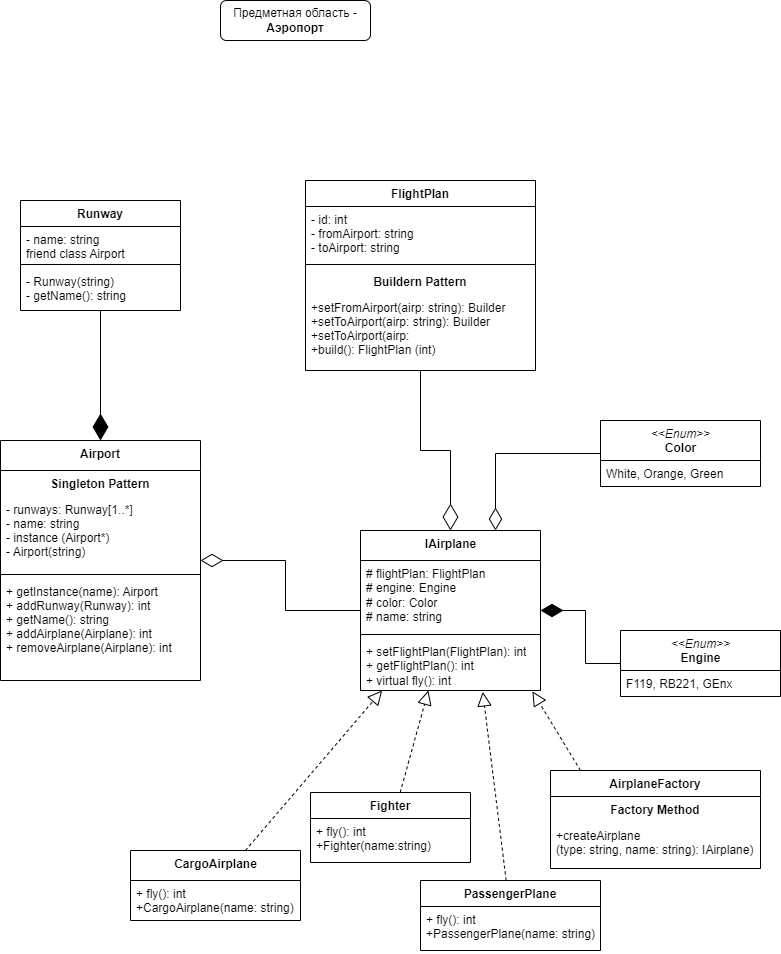 Предметная область -
Аэропорт
FlightPlan
- id: int
- fromAirport: string
- toAirport: string
Buildern Pattern
+setFromAirport(airp: string): Builder
+setToAirport(airp: string): Builder
+setToAirport(airp:
+build(): FlightPlan (int)
Runway
- name: string
friend class Airport
- Runway(string)
- getName(): string
<<Enum>>
Color
White, Orange, Green
Airport
Singleton Pattern
- runways: Runway[1..*]
- name: string
- instance (Airport*)
- Airport(string)
+ getInstance(name): Airport
+ addRunway(Runway): int
+ getName(): string
+ addAirplane(Airplane): int
+ removeAirplane(Airplane): int
IAirplane
# flightPlan: FlightPlan
# engine: Engine
# color: Color
# name: string
+ setFlightPlan(FlightPlan): int
+ getFlightPlan(): int
+ virtual fly(): int
<<Enum>>
Engine
F119, RB221, GEnx
AirplaneFactory
Factory Method
+createAirplane
(type: string, name: string): IAirplane)
Fighter
+ fly(): int
+Fighter(name:string)
CargoAirplane
+ fly(): int
+CargoAirplane(name: string)
PassengerPlane
+ fly(): int
+PassengerPlane(name: string)